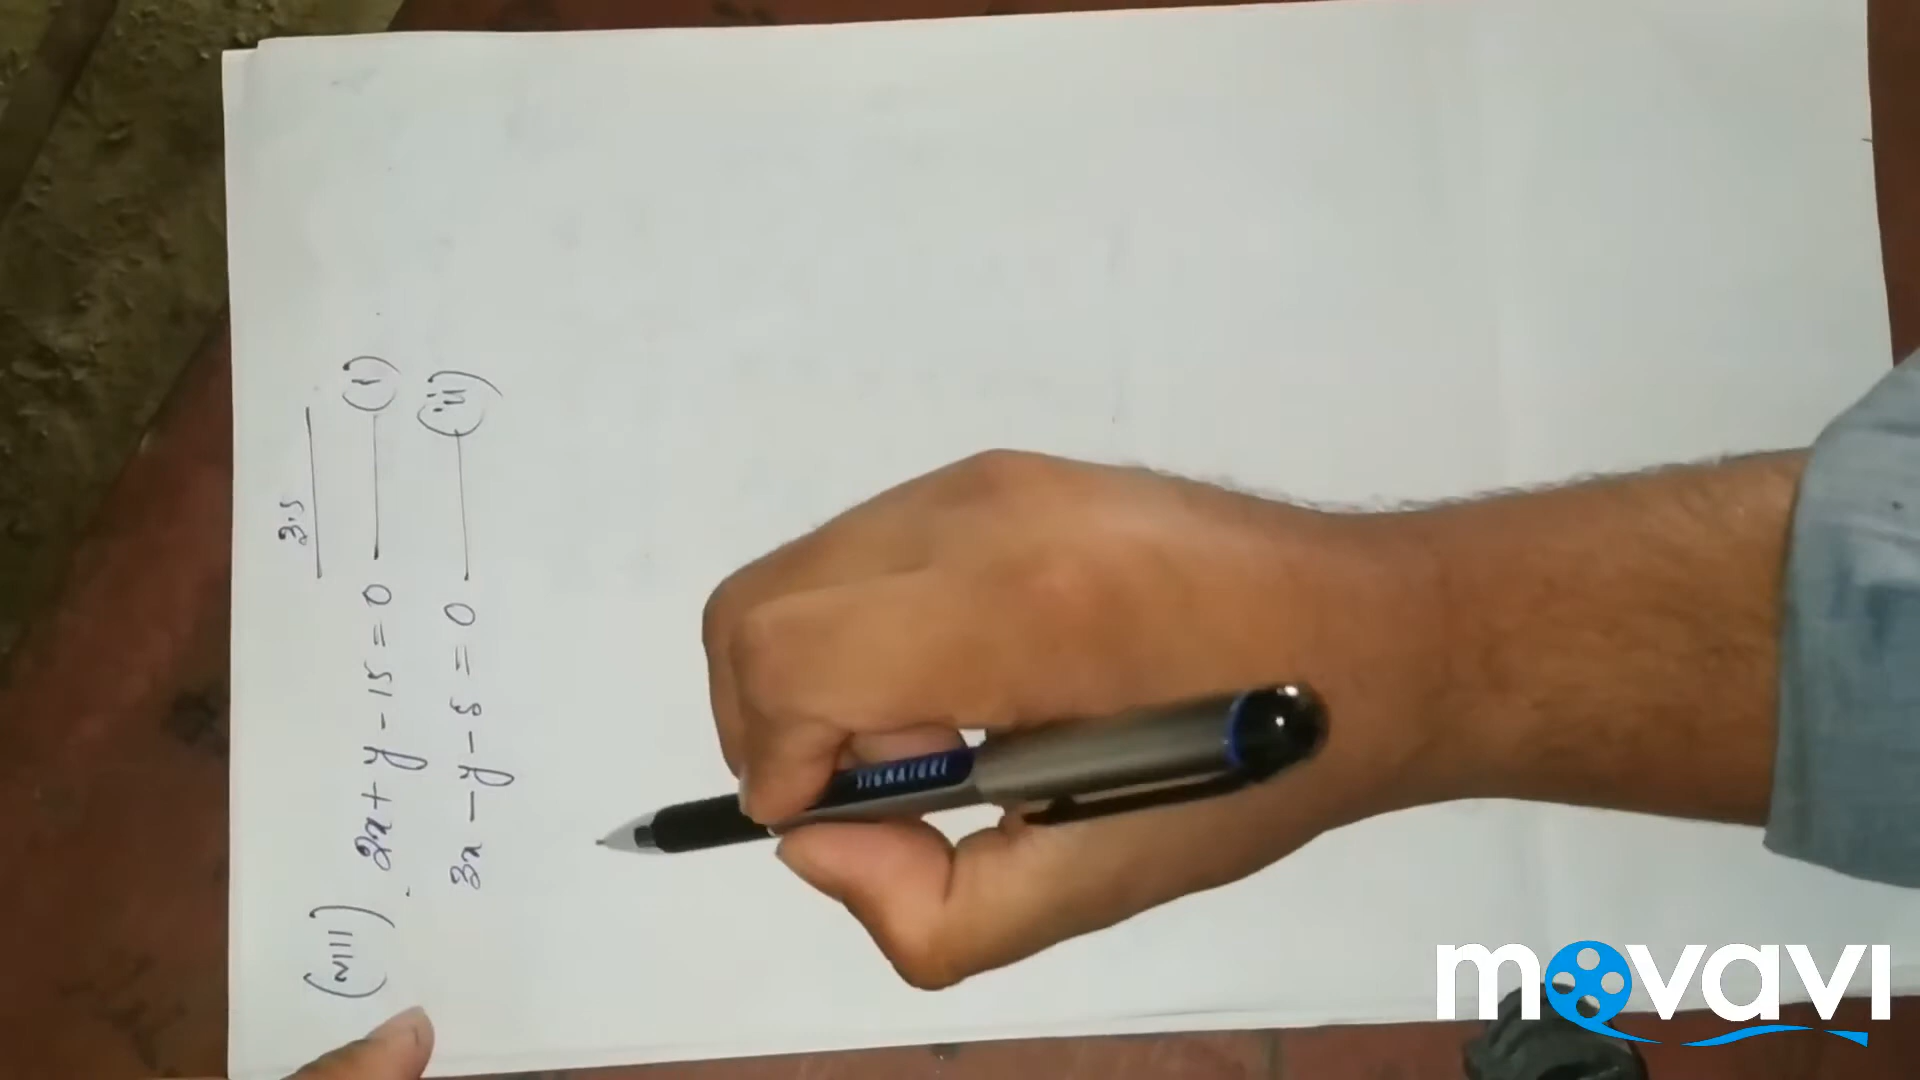 3.5
(viii) 2x + y - 15 = 0 —— (i)
3x - y - 5 = 0 —— (ii)
SIGNATURE
movavi